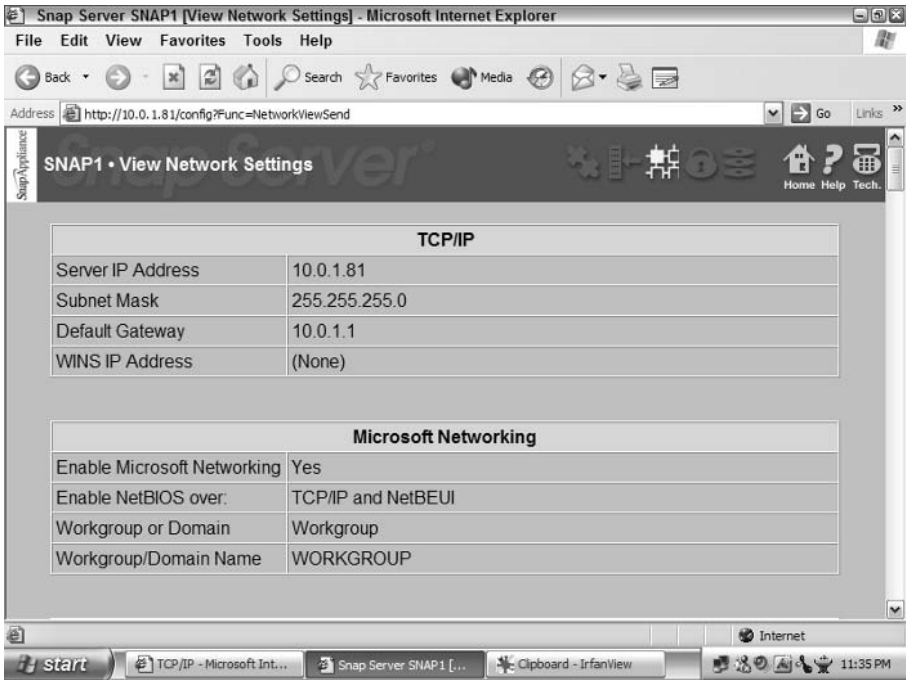 Snap Server SNAP1 [View Network Settings] - Microsoft Internet Explorer
File Edit View Favorites Tools Help
Back Search Favorites Media
Address http://10.0.1.81/config?Func=NetworkViewSend Go Links »
SnapAppliance
Snap Server
SNAP1 • View Network Settings
Home Help Tech.
TCP/IP
Server IP Address 10.0.1.81
Subnet Mask 255.255.255.0
Default Gateway 10.0.1.1
WINS IP Address (None)
Microsoft Networking
Enable Microsoft Networking Yes
Enable NetBIOS over: TCP/IP and NetBEUI
Workgroup or Domain Workgroup
Workgroup/Domain Name WORKGROUP
Internet
start TCP/IP - Microsoft Int... Snap Server SNAP1 [... Clipboard - IrfanView 11:35 PM